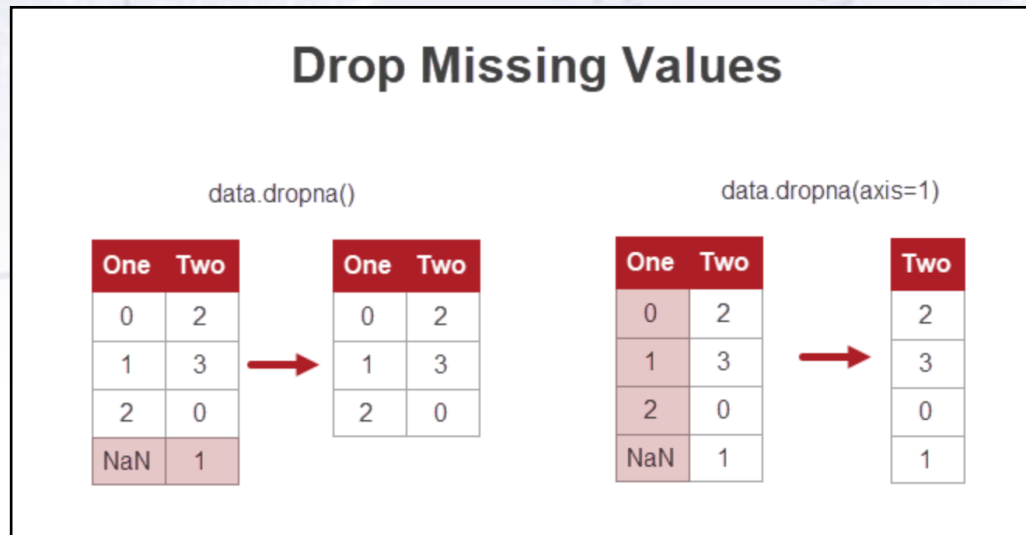 Drop Missing Values
data.dropna()
One Two
0 2
1 3
2 0
NaN 1
One Two
0 2
1 3
2 0
data.dropna(axis=1)
One Two
0 2
1 3
2 0
NaN 1
Two
2
3
0
1